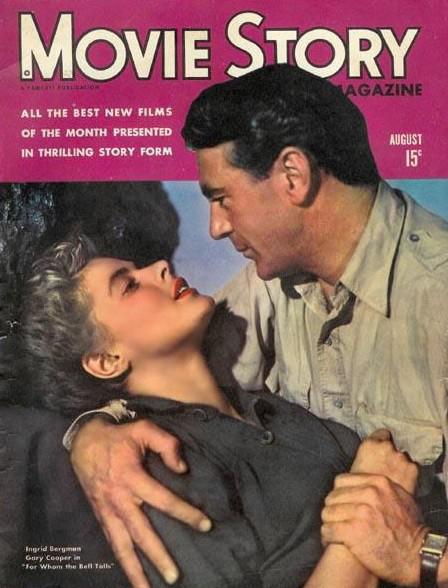 MOVIE STORY
A FAWCETT PUBLICATION
MAGAZINE
ALL THE BEST NEW FILMS
OF THE MONTH PRESENTED
IN THRILLING STORY FORM
AUGUST
15¢
Ingrid Bergman
Gary Cooper in
"For Whom the Bell Tolls"